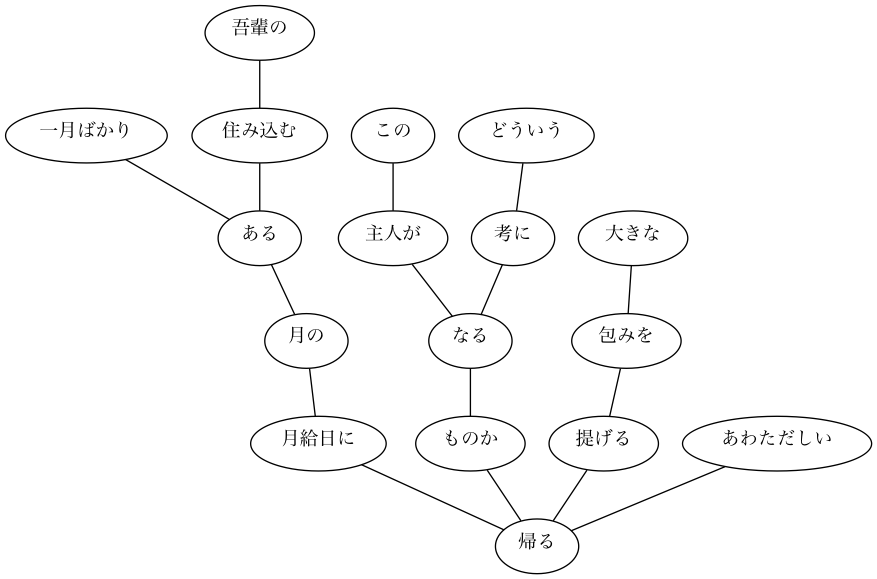 吾輩の
一月ばかり
住み込む
この
どういう
ある
主人が
考に
大きな
月の
なる
包みを
月給日に
ものか
提げる
あわただしい
帰る